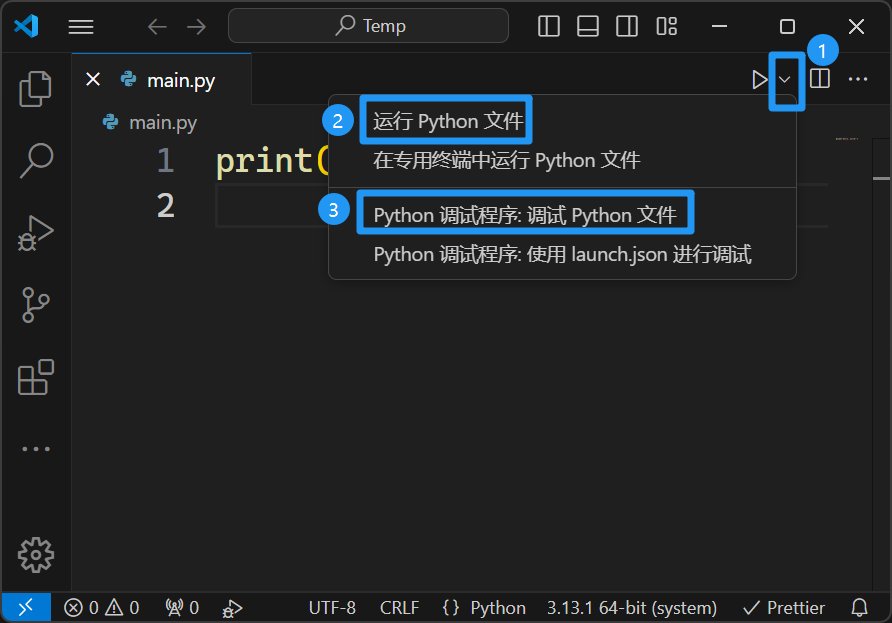 Temp
main.py
1
main.py
2
运行 Python 文件
1
print(
在专用终端中运行 Python 文件
2
3
Python 调试程序: 调试 Python 文件
Python 调试程序: 使用 launch.json 进行调试
0 0 0 UTF-8 CRLF {} Python 3.13.1 64-bit (system) Prettier